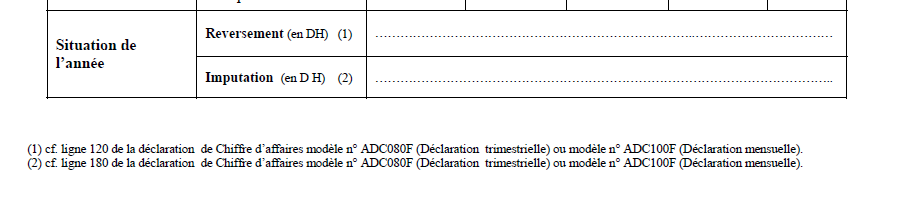 Reversement (en DH) (1) ……………………………………………………………………………………
Situation de
l’année
Imputation (en D H) (2) ……………………………………………………………………………………..
(1) cf. ligne 120 de la déclaration de Chiffre d’affaires modèle n° ADC080F (Déclaration trimestrielle) ou modèle n° ADC100F (Déclaration mensuelle).
(2) cf. ligne 180 de la déclaration de Chiffre d’affaires modèle n° ADC080F (Déclaration trimestrielle) ou modèle n° ADC100F (Déclaration mensuelle).